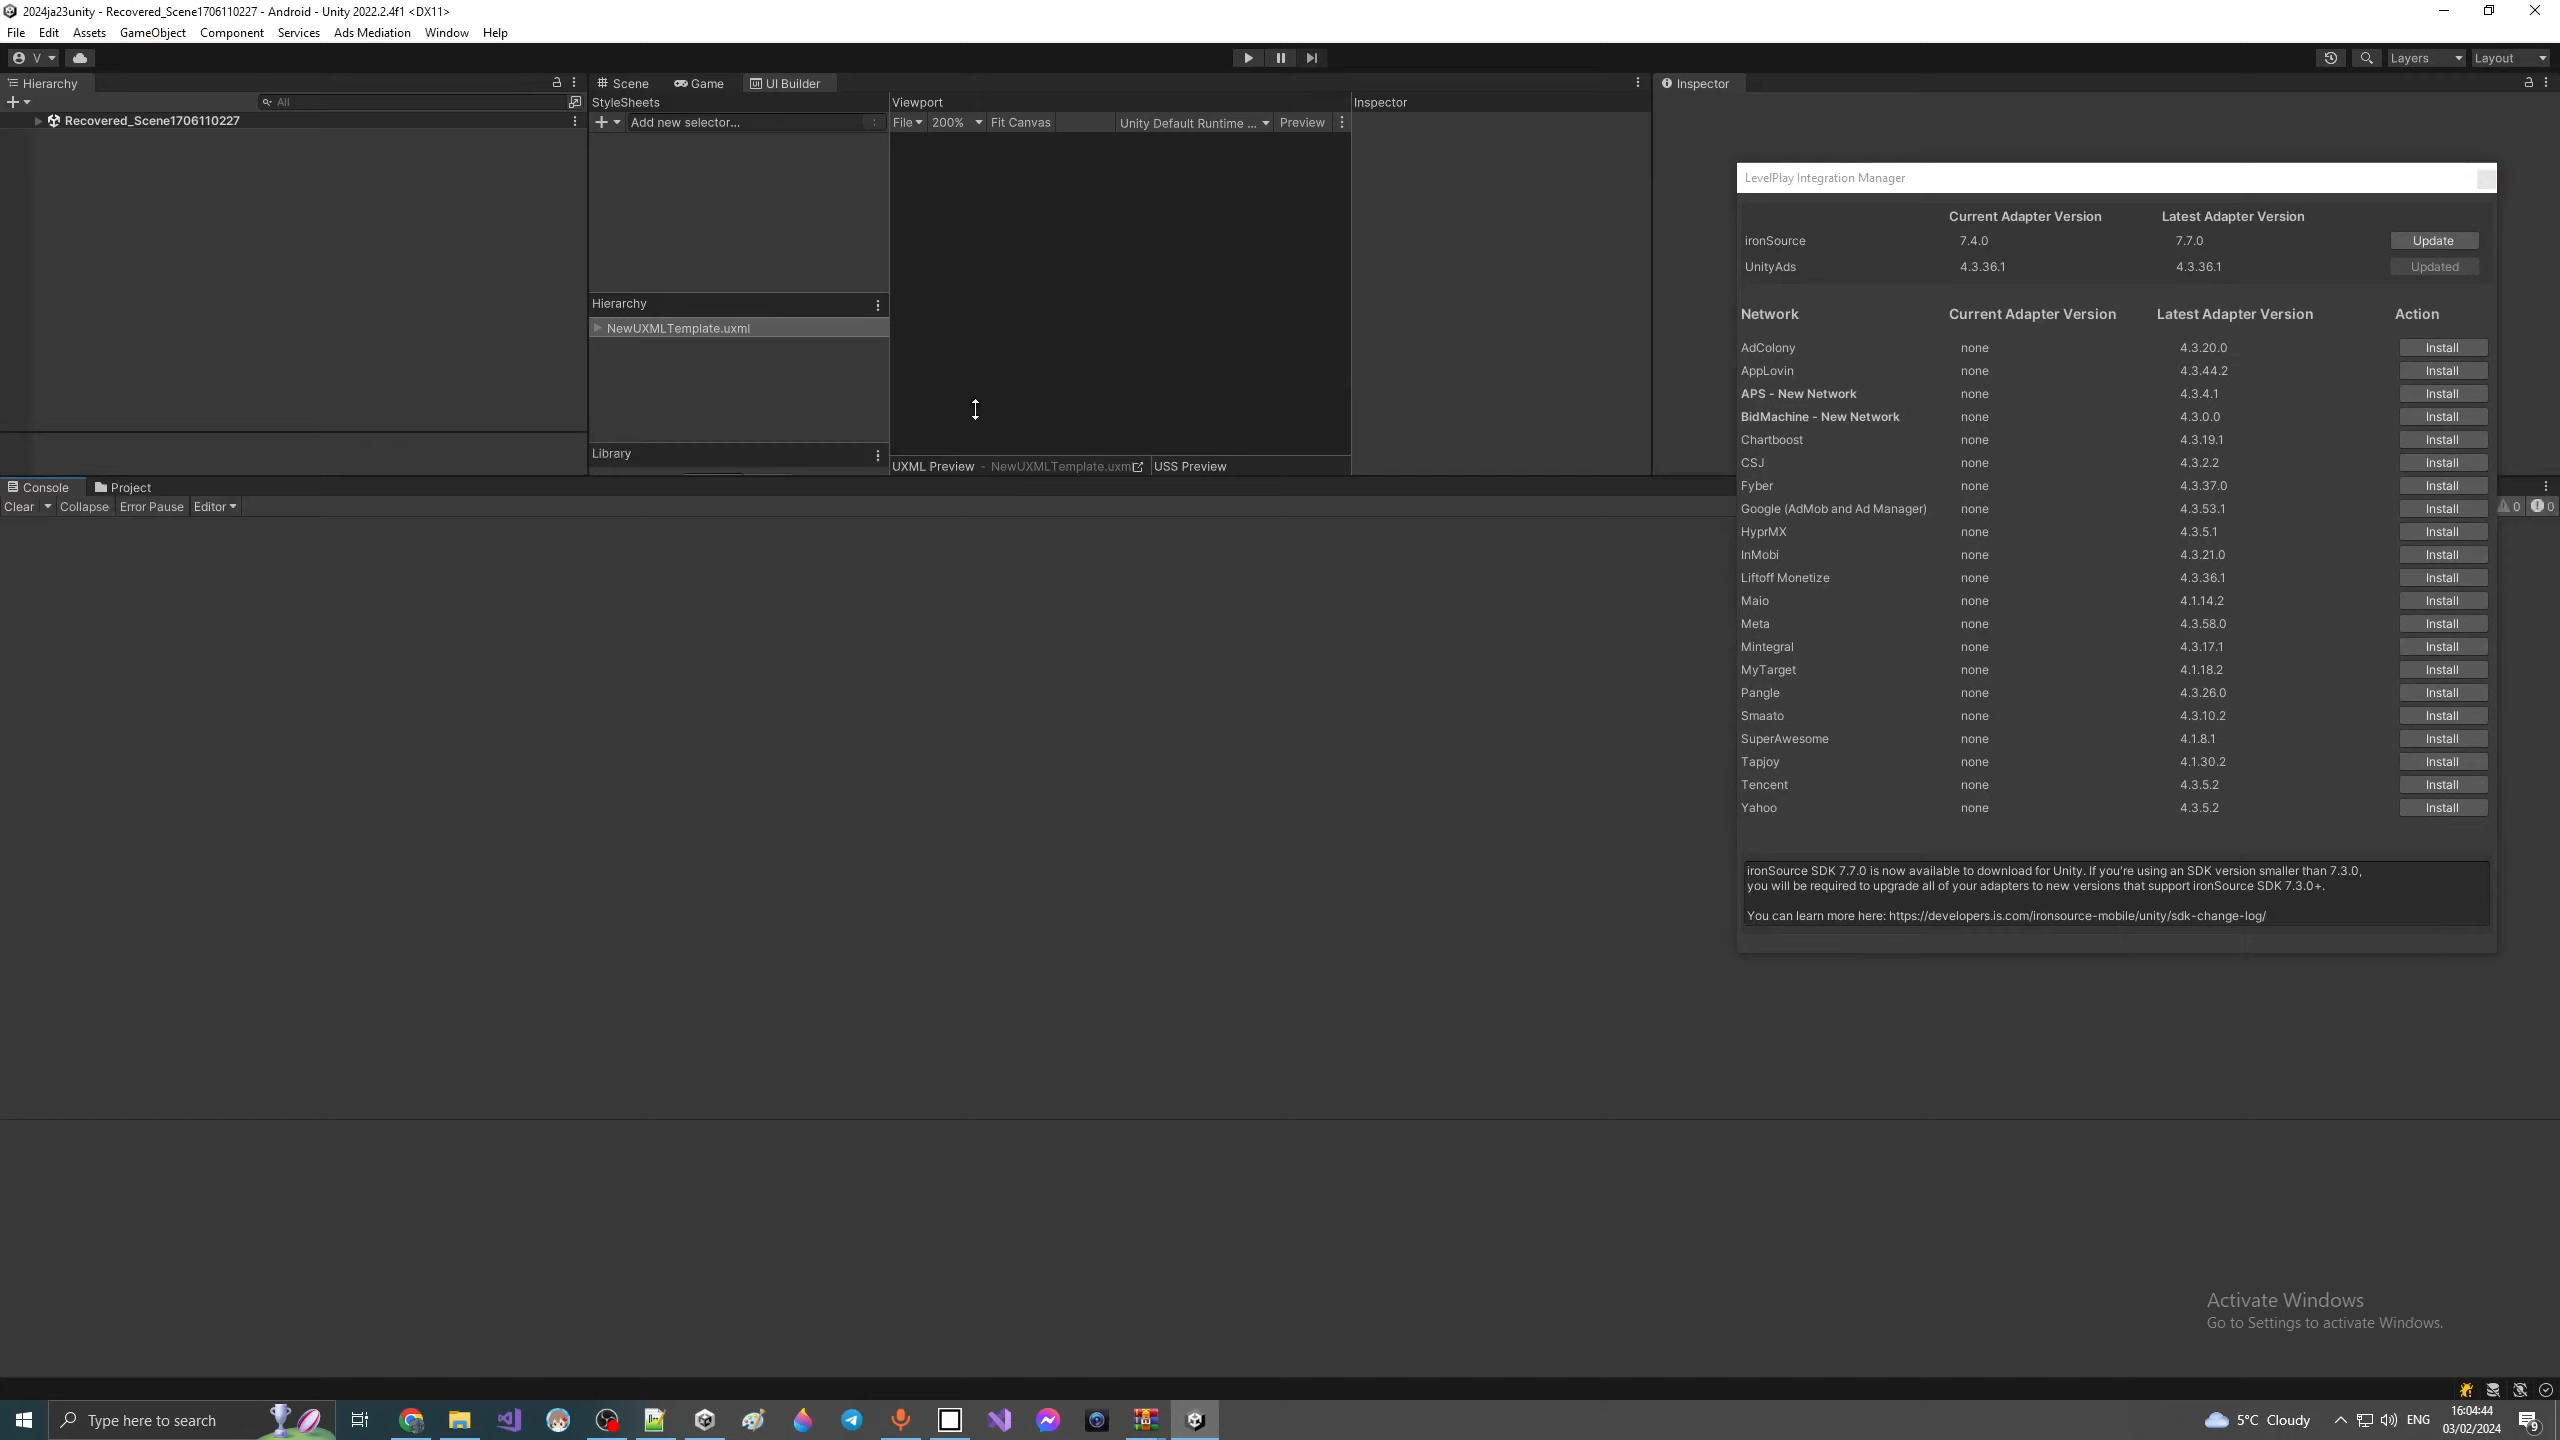 2024ja23unity - Recovered_Scene1706110227 - Android - Unity 2022.2.4f1 <DX11>
File Edit Assets GameObject Component Services Ads Mediation Window Help
V Layers Layout
Hierarchy Scene Game UI Builder Inspector
All StyleSheets Viewport Inspector
Recovered_Scene1706110227 Add new selector... File 200% Fit Canvas Unity Default Runtime ... Preview
Hierarchy
NewUXMLTemplate.uxml
Library
UXML Preview - NewUXMLTemplate.uxm USS Preview
Console Project
Clear Collapse Error Pause Editor 0 0
LevelPlay Integration Manager
Current Adapter Version Latest Adapter Version
ironSource 7.4.0 7.7.0 Update
UnityAds 4.3.36.1 4.3.36.1 Updated
Network Current Adapter Version Latest Adapter Version Action
AdColony none 4.3.20.0 Install
AppLovin none 4.3.44.2 Install
APS - New Network none 4.3.4.1 Install
BidMachine - New Network none 4.3.0.0 Install
Chartboost none 4.3.19.1 Install
CSJ none 4.3.2.2 Install
Fyber none 4.3.37.0 Install
Google (AdMob and Ad Manager) none 4.3.53.1 Install
HyprMX none 4.3.5.1 Install
InMobi none 4.3.21.0 Install
Liftoff Monetize none 4.3.36.1 Install
Maio none 4.1.14.2 Install
Meta none 4.3.58.0 Install
Mintegral none 4.3.17.1 Install
MyTarget none 4.1.18.2 Install
Pangle none 4.3.26.0 Install
Smaato none 4.3.10.2 Install
SuperAwesome none 4.1.8.1 Install
Tapjoy none 4.1.30.2 Install
Tencent none 4.3.5.2 Install
Yahoo none 4.3.5.2 Install
ironSource SDK 7.7.0 is now available to download for Unity. If you're using an SDK version smaller than 7.3.0,
you will be required to upgrade all of your adapters to new versions that support ironSource SDK 7.3.0+.
You can learn more here: https://developers.is.com/ironsource-mobile/unity/sdk-change-log/
Activate Windows
Go to Settings to activate Windows.
Type here to search 5°C Cloudy ENG 16:04:44
03/02/2024 9